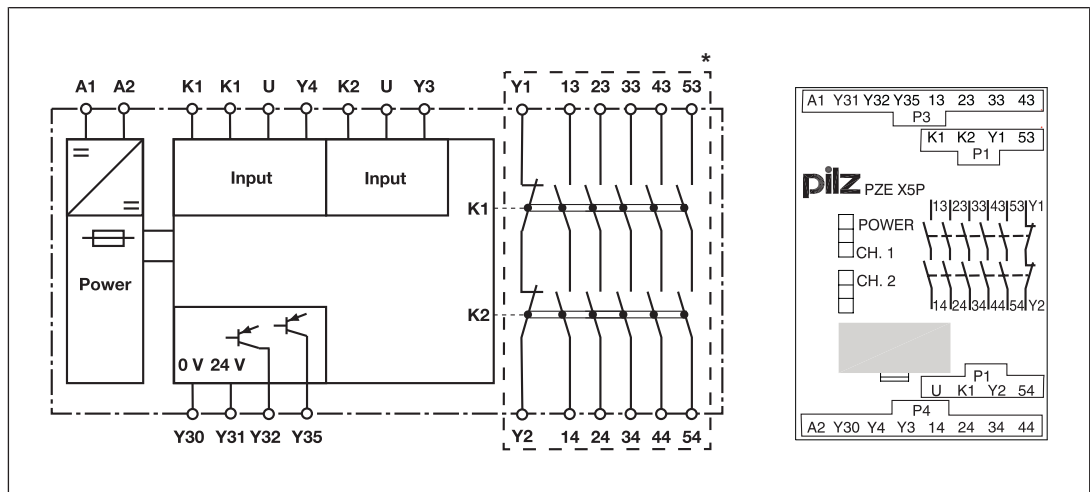 *
A1 A2 K1 K1 U Y4 K2 U Y3 Y1 13 23 33 43 53
Input Input
K1
Power
K2
0 V 24 V
Y30 Y31 Y32 Y35 Y2 14 24 34 44 54
A1 Y31 Y32 Y35 13 23 33 43
P3
K1 K2 Y1 53
P1
pilz PZE X5P
13 23 33 43 53 Y1
POWER
CH. 1
CH. 2
14 24 34 44 54 Y2
P1
U K1 Y2 54
P4
A2 Y30 Y4 Y3 14 24 34 44